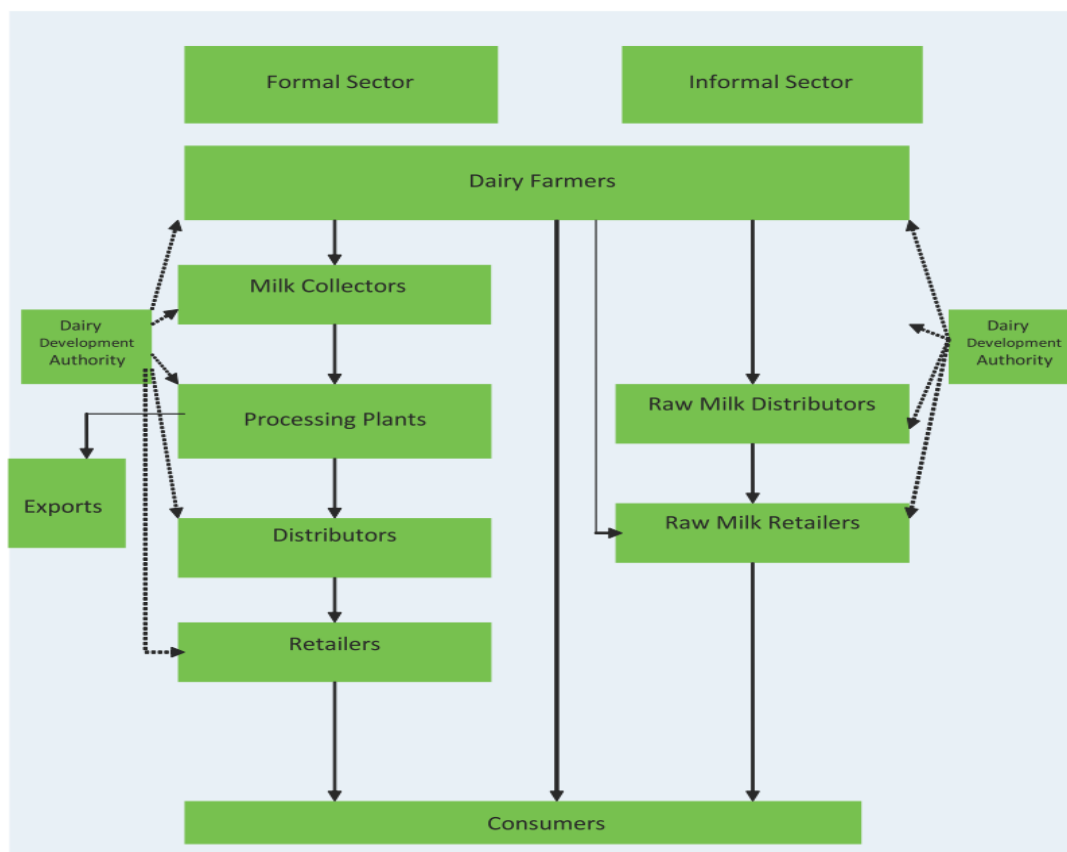 Formal Sector
Informal Sector
Dairy Farmers
Milk Collectors
Dairy
Development
Authority
Dairy
Development
Authority
Processing Plants
Raw Milk Distributors
Exports
Distributors
Raw Milk Retailers
Retailers
Consumers